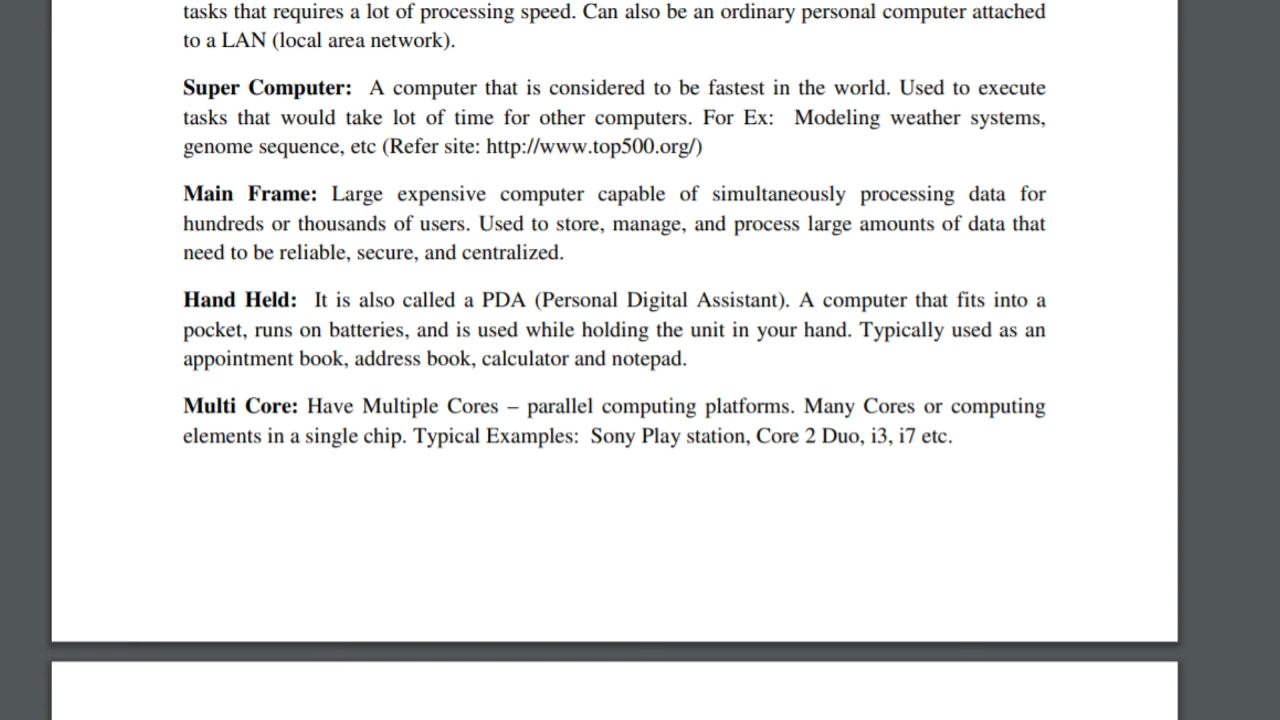 tasks that requires a lot of processing speed. Can also be an ordinary personal computer attached
to a LAN (local area network).
Super Computer: A computer that is considered to be fastest in the world. Used to execute
tasks that would take lot of time for other computers. For Ex: Modeling weather systems,
genome sequence, etc (Refer site: http://www.top500.org/)
Main Frame: Large expensive computer capable of simultaneously processing data for
hundreds or thousands of users. Used to store, manage, and process large amounts of data that
need to be reliable, secure, and centralized.
Hand Held: It is also called a PDA (Personal Digital Assistant). A computer that fits into a
pocket, runs on batteries, and is used while holding the unit in your hand. Typically used as an
appointment book, address book, calculator and notepad.
Multi Core: Have Multiple Cores – parallel computing platforms. Many Cores or computing
elements in a single chip. Typical Examples: Sony Play station, Core 2 Duo, i3, i7 etc.